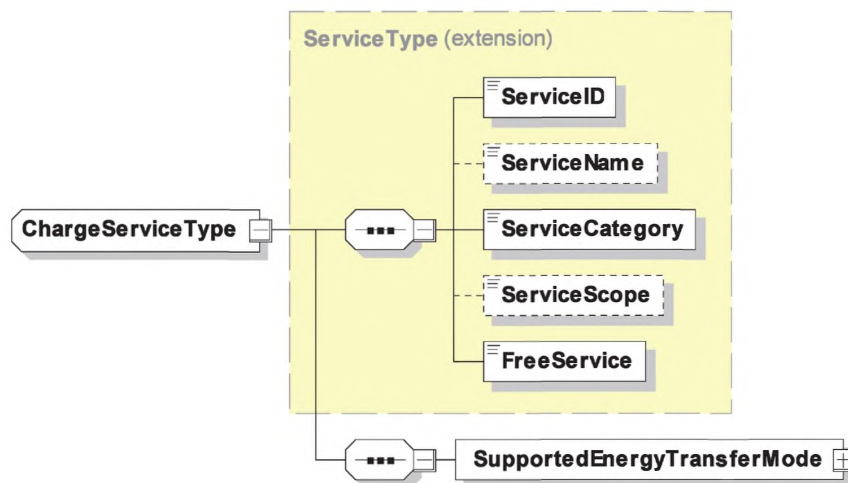 ServiceType (extension)
ServiceID
ServiceName
ChargeServiceType
ServiceCategory
ServiceScope
FreeService
SupportedEnergyTransferMode